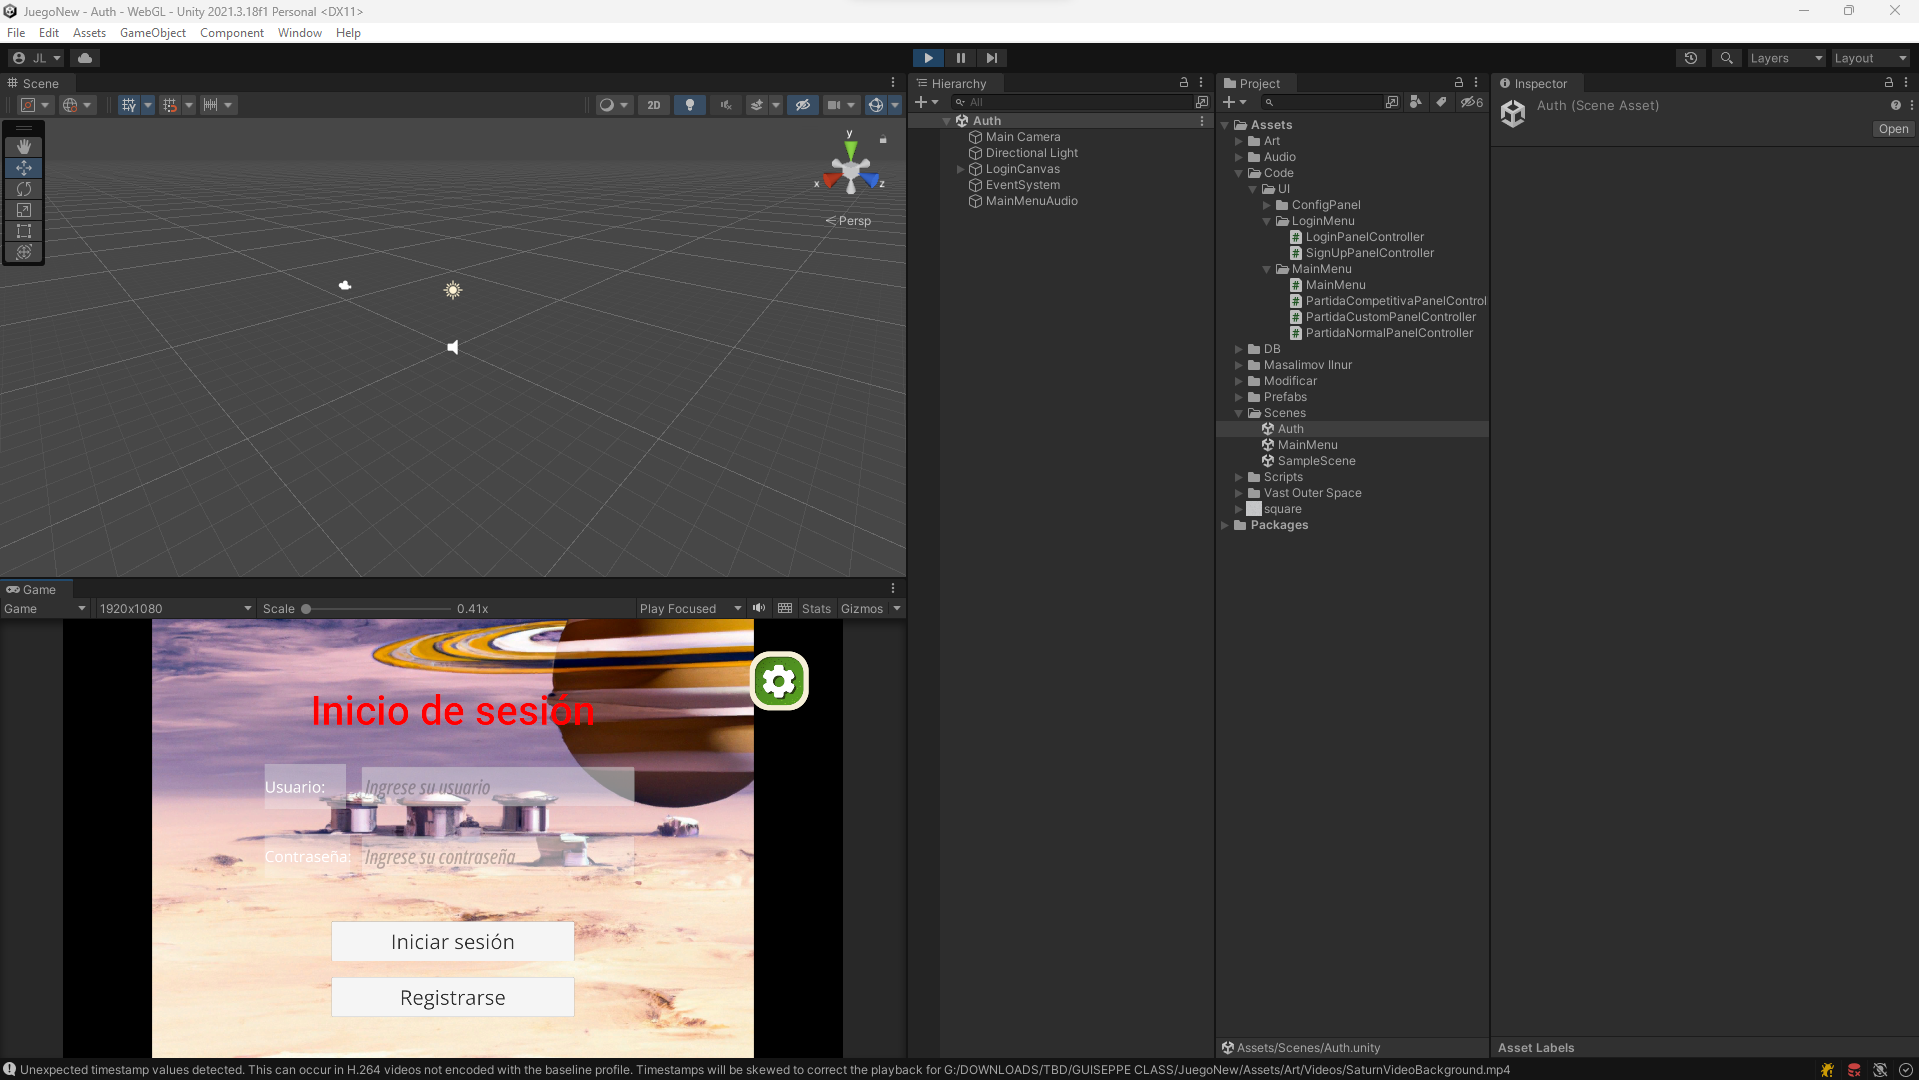 JuegoNew - Auth - WebGL - Unity 2021.3.18f1 Personal <DX11>
File Edit Assets GameObject Component Window Help
JL
Layers
Layout
Scene
2D
y
x
z
Persp
Game
Game
1920x1080
Scale
0.41x
Play Focused
Stats
Gizmos
Inicio de sesión
Usuario:
Ingrese su usuario
Contraseña:
Ingrese su contraseña
Iniciar sesión
Registrarse
Hierarchy
All
Auth
Main Camera
Directional Light
LoginCanvas
EventSystem
MainMenuAudio
Project
6
Assets
Art
Audio
Code
UI
ConfigPanel
LoginMenu
LoginPanelController
SignUpPanelController
MainMenu
MainMenu
PartidaCompetitivaPanelControl
PartidaCustomPanelController
PartidaNormalPanelController
DB
Masalimov Ilnur
Modificar
Prefabs
Scenes
Auth
MainMenu
SampleScene
Scripts
Vast Outer Space
square
Packages
Assets/Scenes/Auth.unity
Inspector
Auth (Scene Asset)
Open
Asset Labels
Unexpected timestamp values detected. This can occur in H.264 videos not encoded with the baseline profile. Timestamps will be skewed to correct the playback for G:/DOWNLOADS/TBD/GUISEPPE CLASS/JuegoNew/Assets/Art/Videos/SaturnVideoBackground.mp4